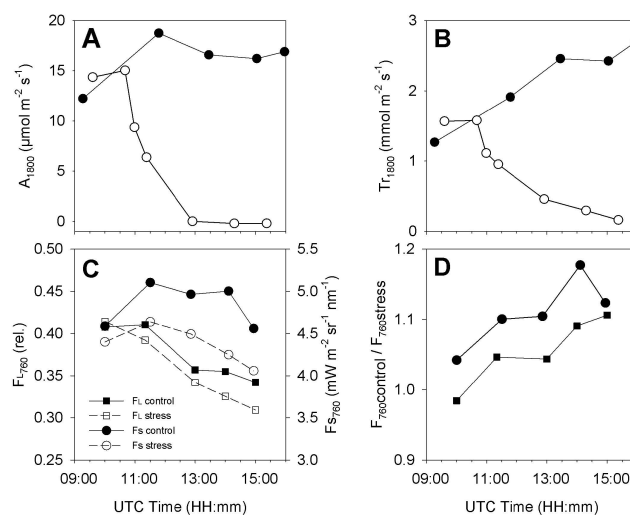 A
A1800 (µmol m-2 s-1)
20
15
10
5
0
B
Tr1800 (mmol m-2 s-1)
3
2
1
0
C
FL760 (rel.)
0.50
0.45
0.40
0.35
0.30
0.25
FL control
FL stress
Fs control
Fs stress
5.5
5.0
4.5
4.0
3.5
3.0
Fs760 (mW m-2 sr-1 nm-1)
09:00 11:00 13:00 15:00
UTC Time (HH:mm)
D
F760control / F760stress
1.2
1.1
1.0
0.9
09:00 11:00 13:00 15:00
UTC Time (HH:mm)